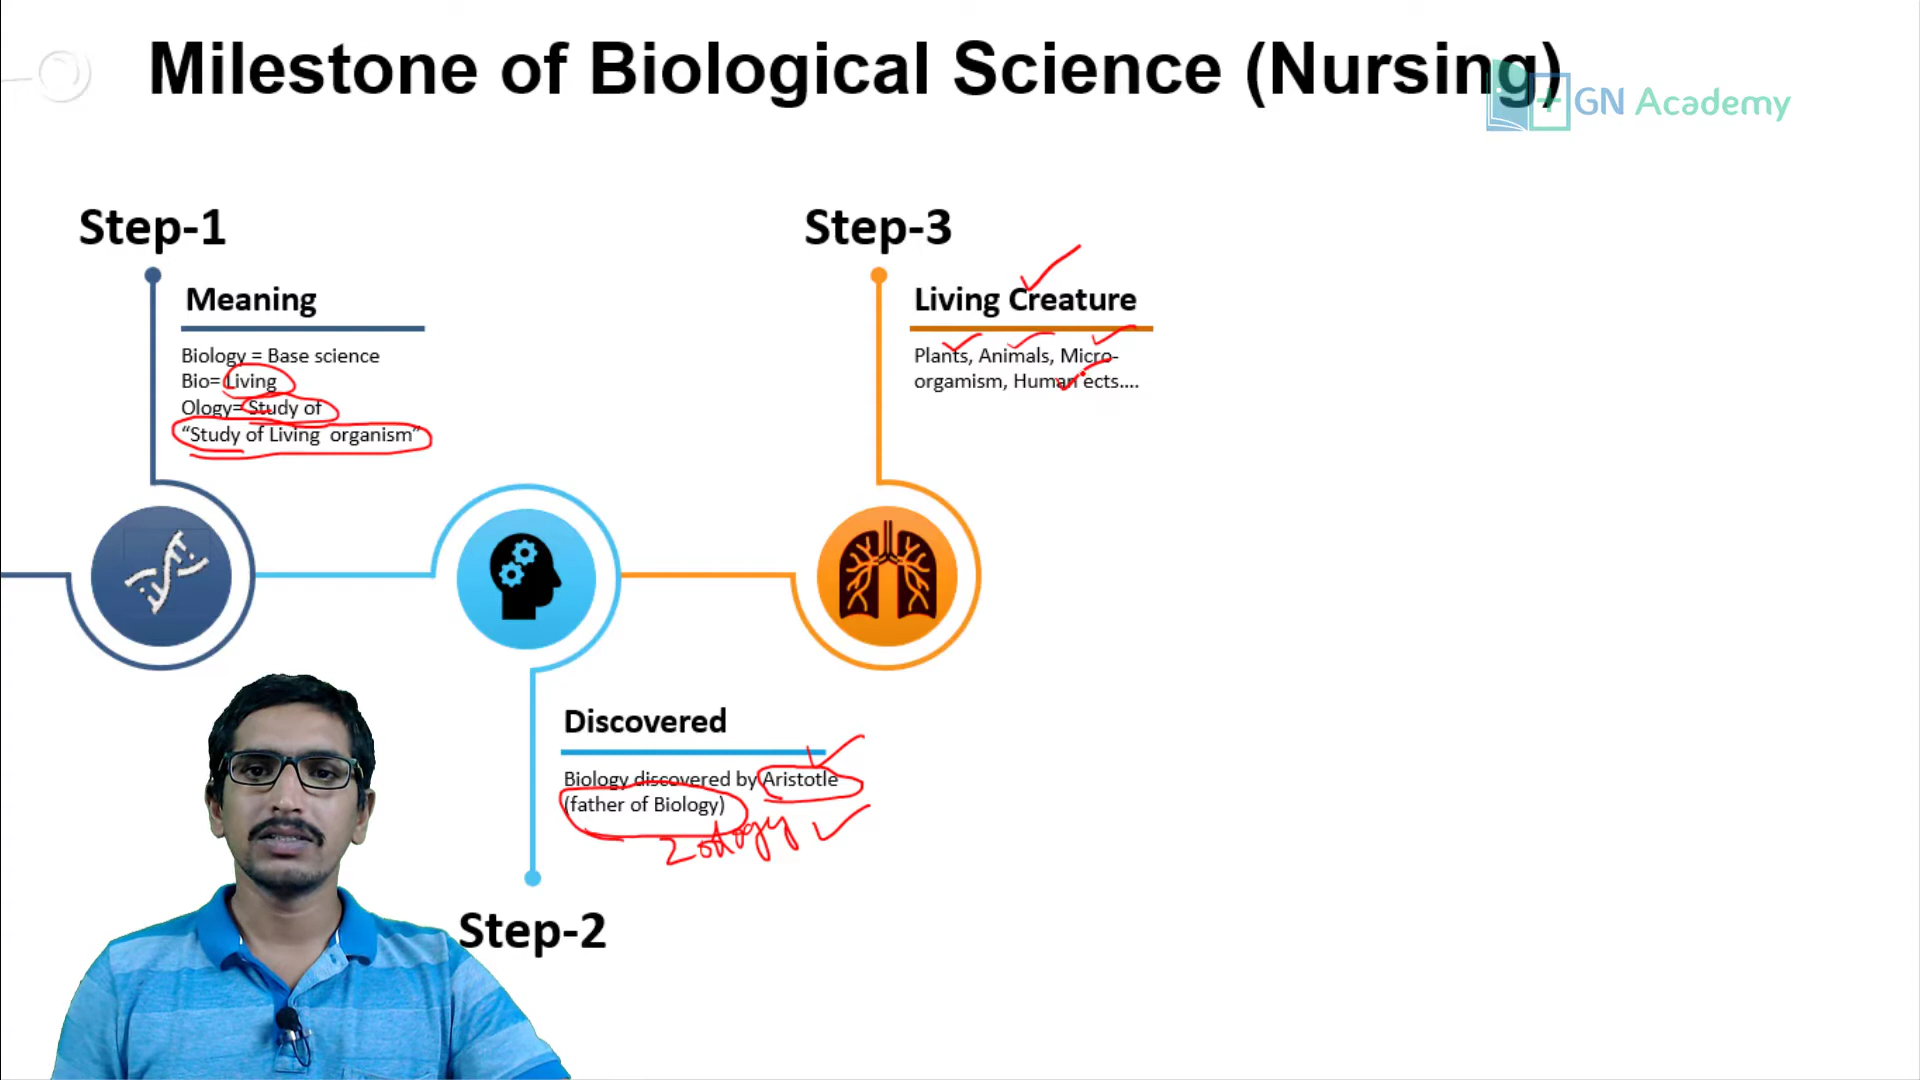 Milestone of Biological Science (Nursing)
GN Academy
Step-1
Meaning
Biology = Base science
Bio= Living
Ology= Study of
“Study of Living organism”
Step-3
Living Creature
Plants, Animals, Micro-
orgamism, Human ects....
Discovered
Biology discovered by Aristotle
(father of Biology)
Zoology
Step-2